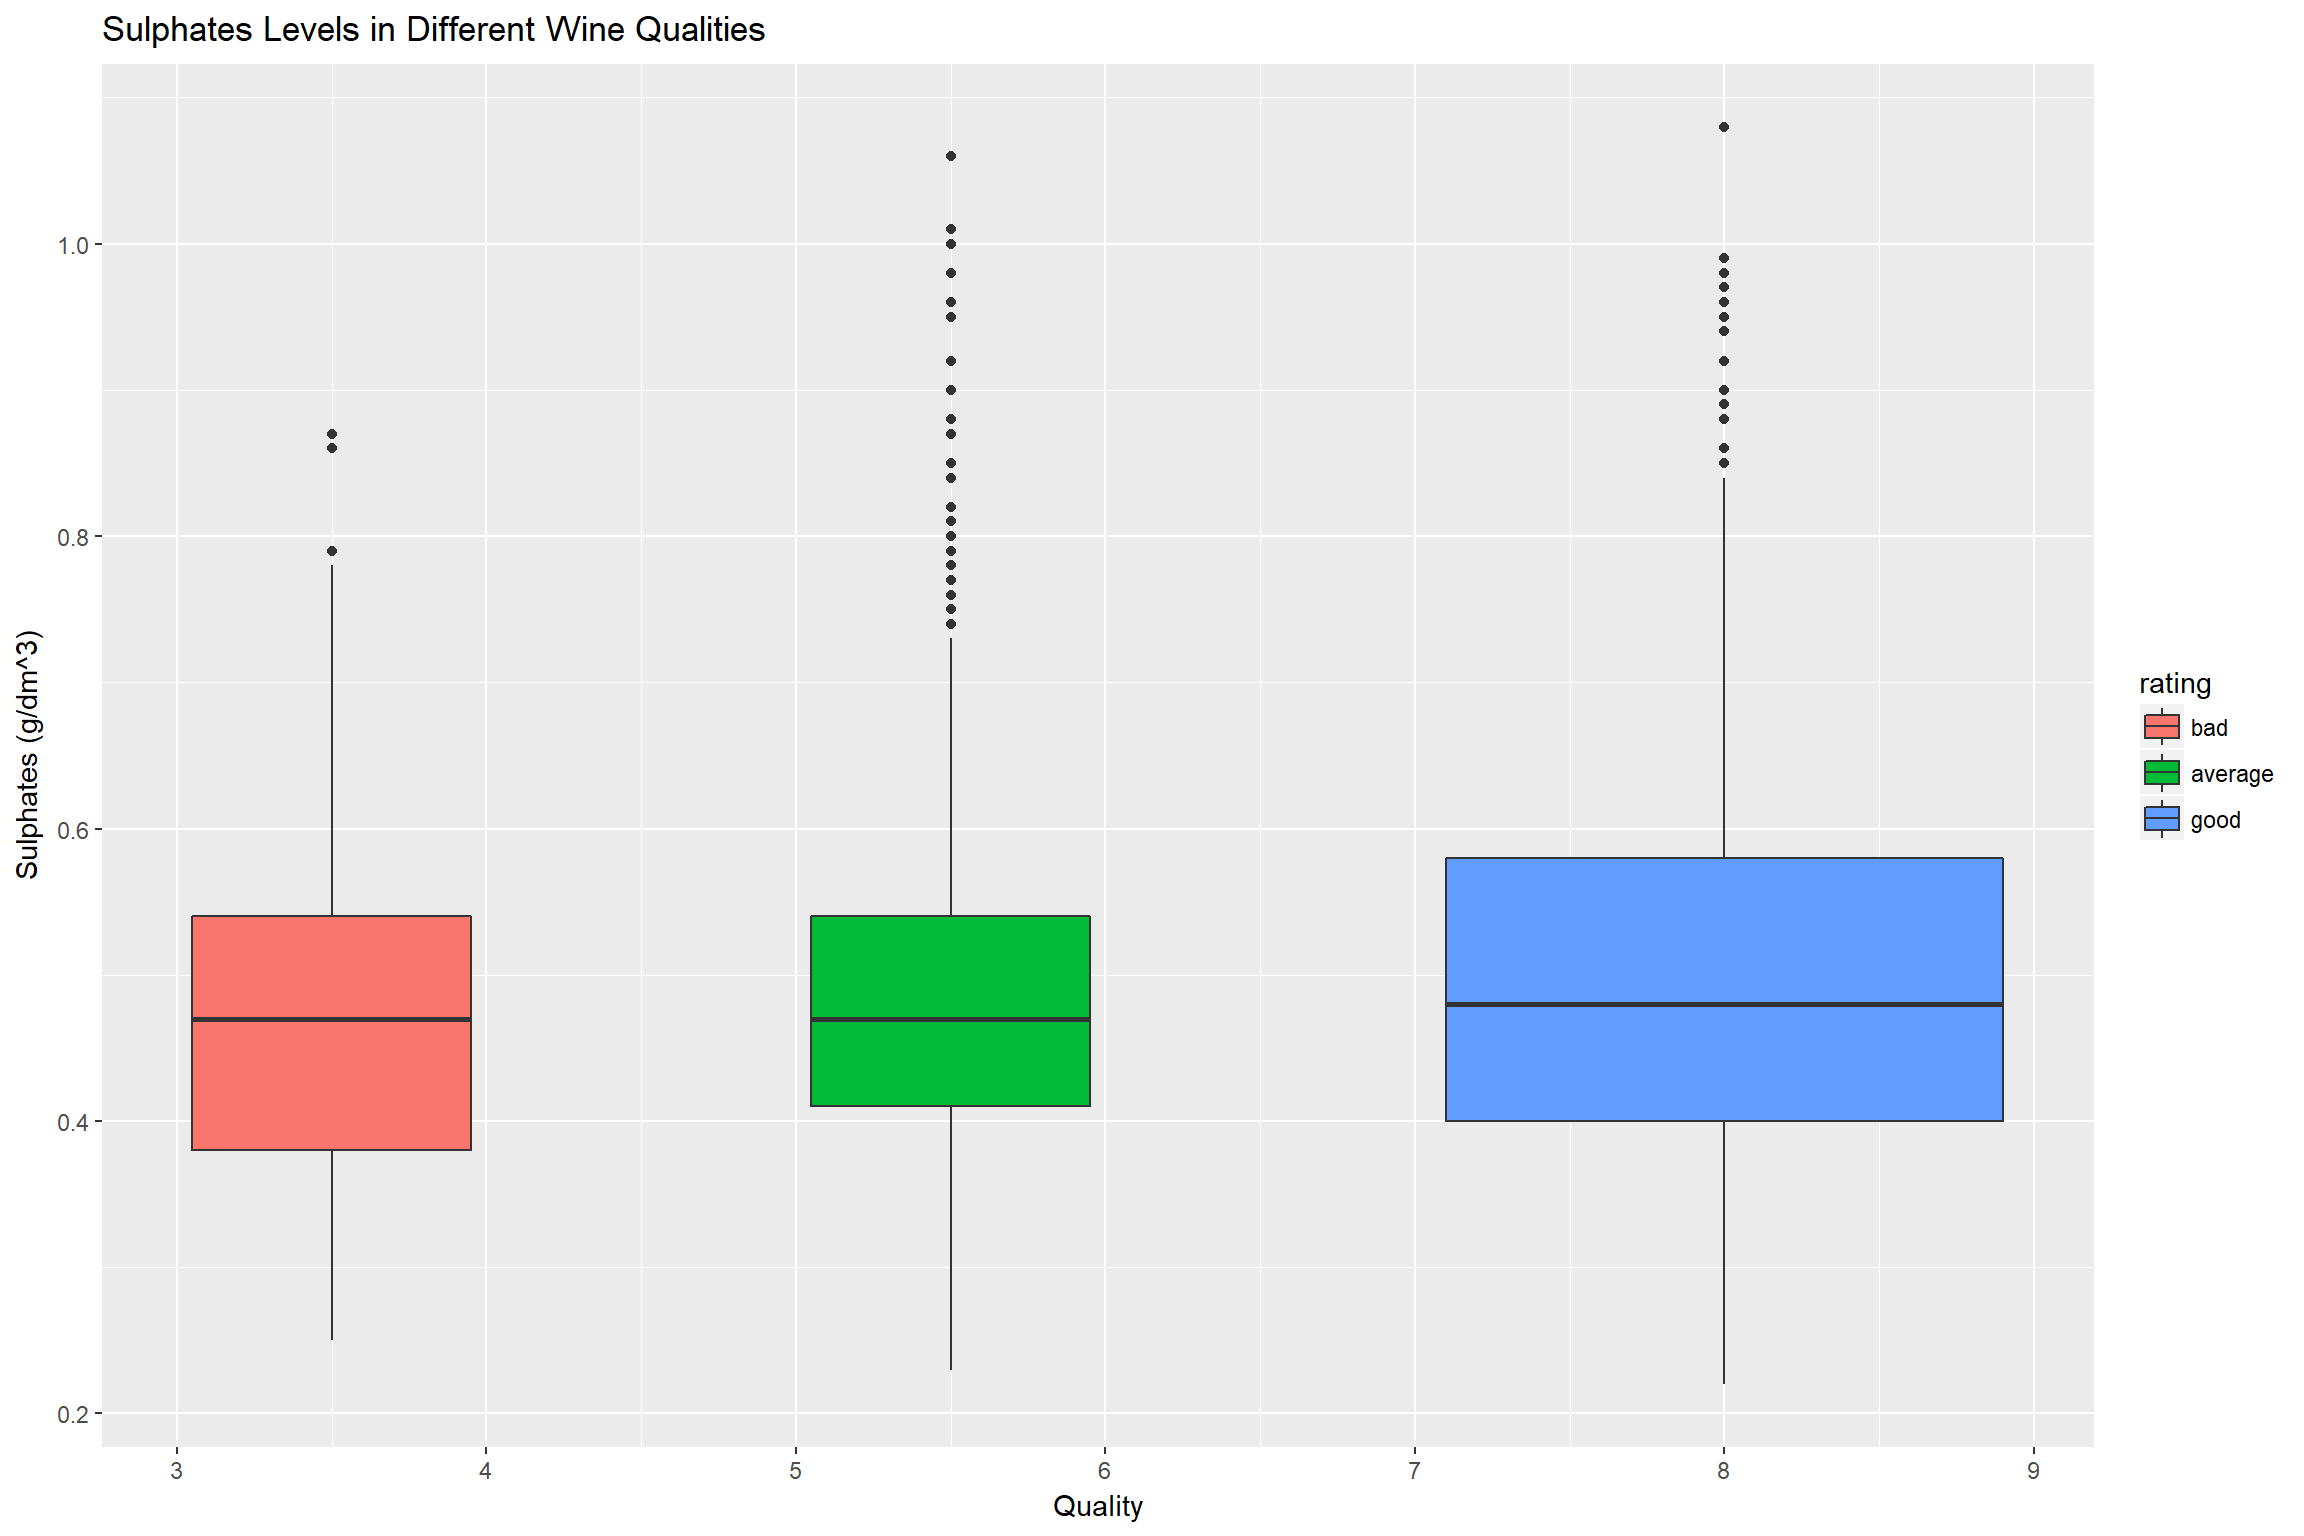 Sulphates Levels in Different Wine Qualities
Sulphates (g/dm^3)
1.0
0.8
0.6
0.4
0.2
3 4 5 6 7 8 9
Quality
rating
bad
average
good